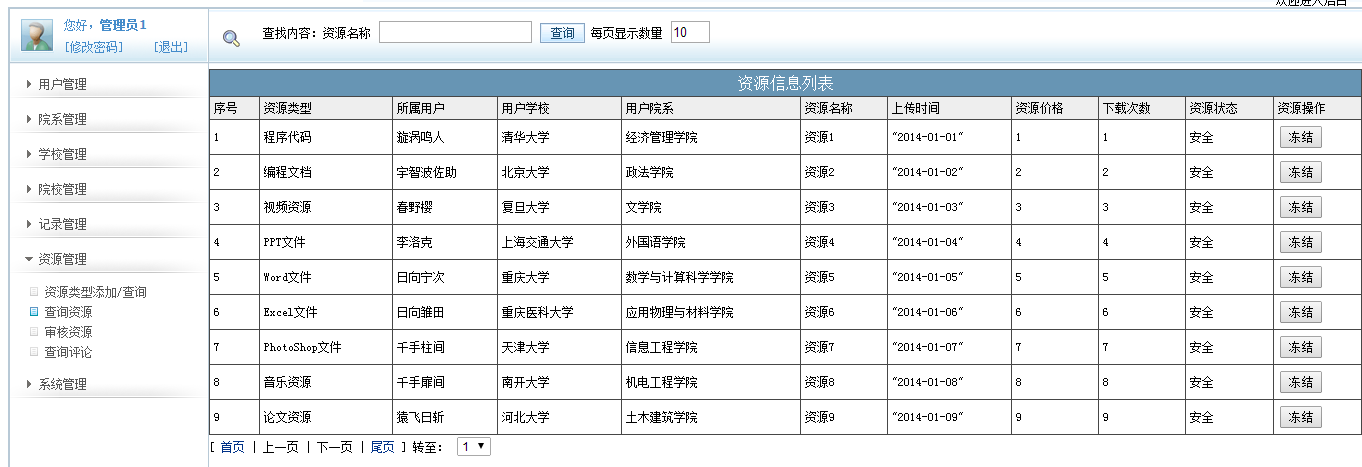 欢迎进入后台
您好，管理员1
[修改密码] [退出]
查找内容：资源名称 查询 每页显示数量 10
用户管理
院系管理
学校管理
院校管理
记录管理
资源管理
资源类型添加/查询
查询资源
审核资源
查询评论
系统管理
资源信息列表
序号 资源类型 所属用户 用户学校 用户院系 资源名称 上传时间 资源价格 下载次数 资源状态 资源操作
1 程序代码 漩涡鸣人 清华大学 经济管理学院 资源1 "2014-01-01" 1 1 安全 冻结
2 编程文档 宇智波佐助 北京大学 政法学院 资源2 "2014-01-02" 2 2 安全 冻结
3 视频资源 春野樱 复旦大学 文学院 资源3 "2014-01-03" 3 3 安全 冻结
4 PPT文件 李洛克 上海交通大学 外国语学院 资源4 "2014-01-04" 4 4 安全 冻结
5 Word文件 日向宁次 重庆大学 数学与计算科学学院 资源5 "2014-01-05" 5 5 安全 冻结
6 Excel文件 日向雏田 重庆医科大学 应用物理与材料学院 资源6 "2014-01-06" 6 6 安全 冻结
7 PhotoShop文件 千手柱间 天津大学 信息工程学院 资源7 "2014-01-07" 7 7 安全 冻结
8 音乐资源 千手扉间 南开大学 机电工程学院 资源8 "2014-01-08" 8 8 安全 冻结
9 论文资源 猿飞日斩 河北大学 土木建筑学院 资源9 "2014-01-09" 9 9 安全 冻结
[ 首页 | 上一页 | 下一页 | 尾页 ] 转至： 1